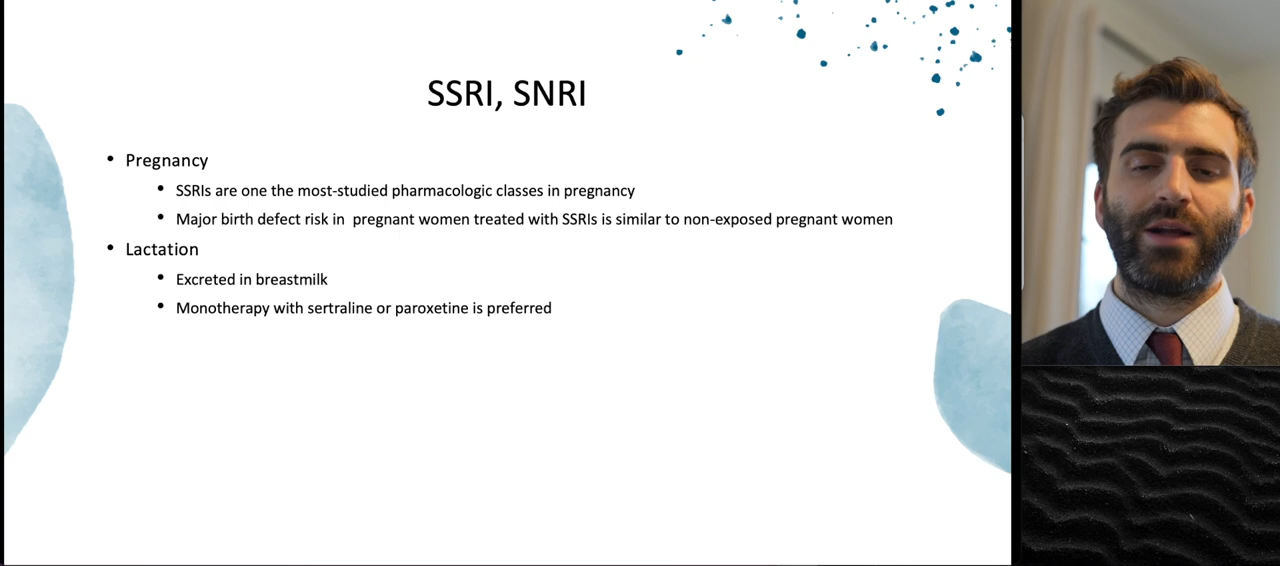 SSRI, SNRI
• Pregnancy
• SSRIs are one the most-studied pharmacologic classes in pregnancy
• Major birth defect risk in  pregnant women treated with SSRIs is similar to non-exposed pregnant women
• Lactation
• Excreted in breastmilk
• Monotherapy with sertraline or paroxetine is preferred